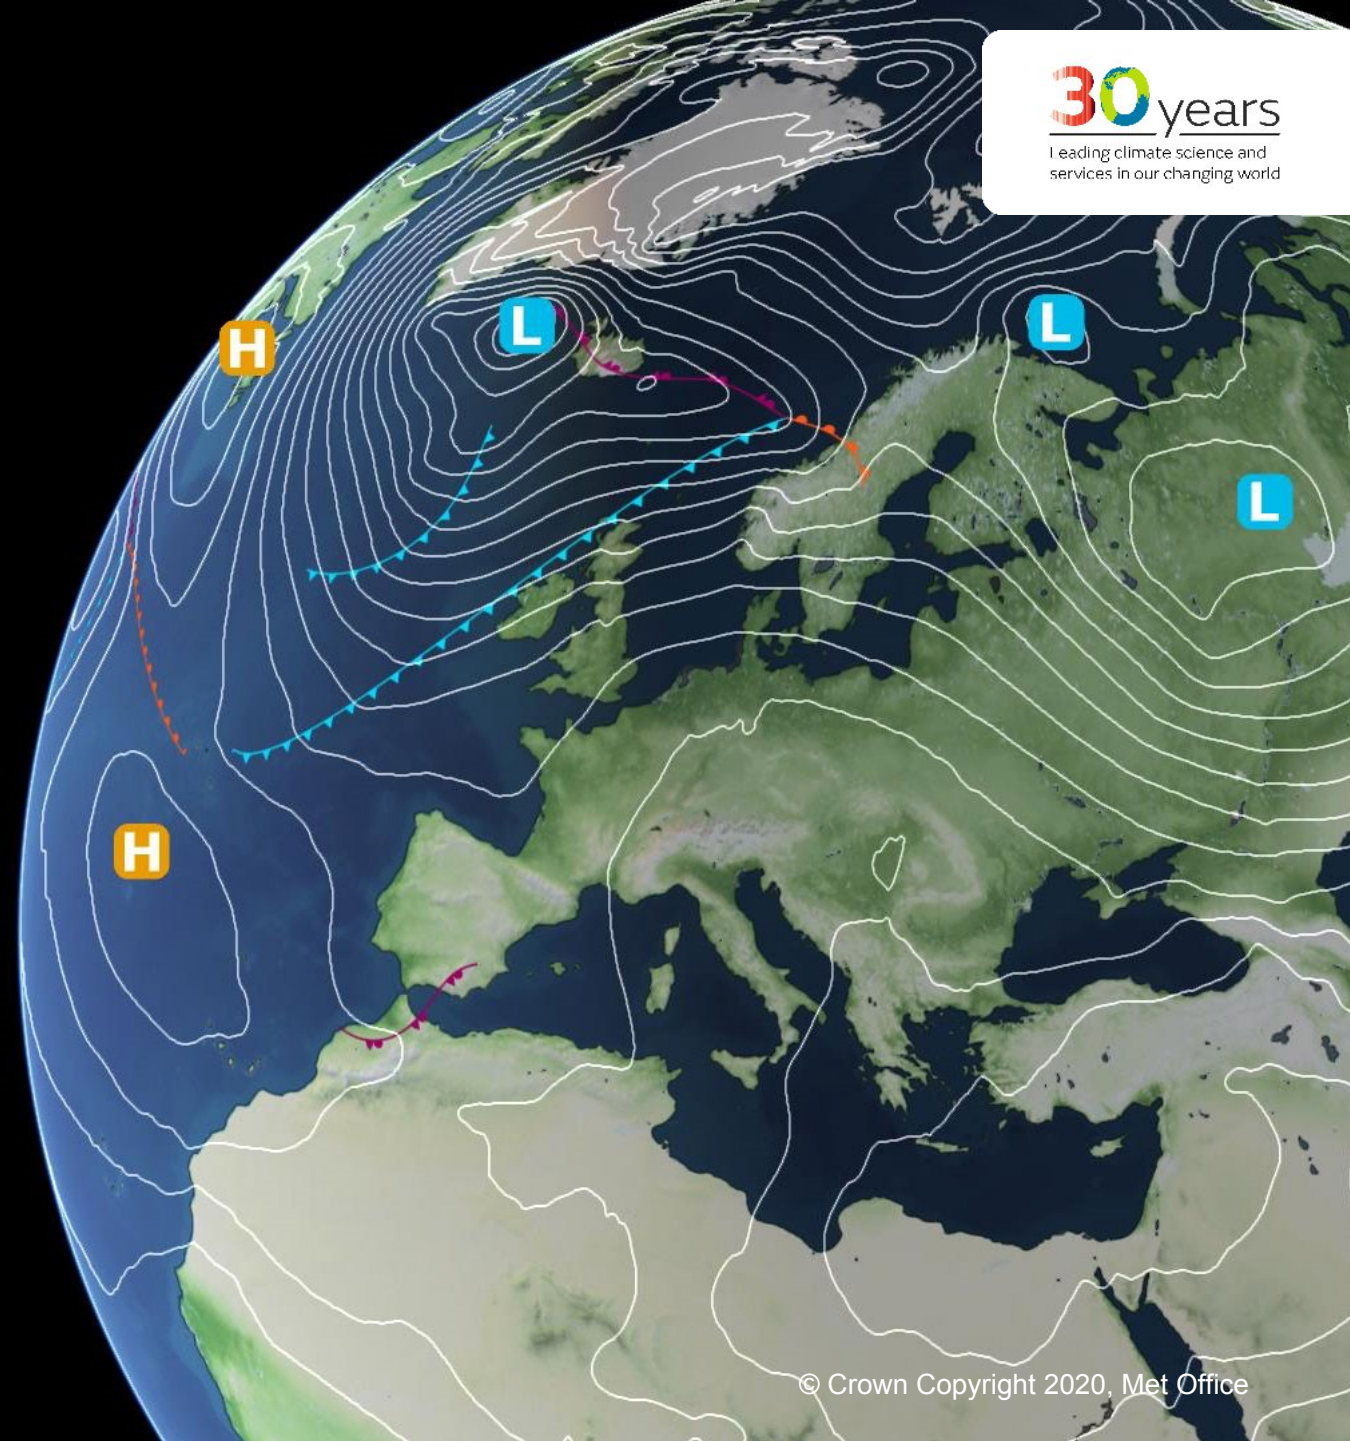 30 years
Leading climate science and
services in our changing world
L
L
H
L
H
© Crown Copyright 2020, Met Office